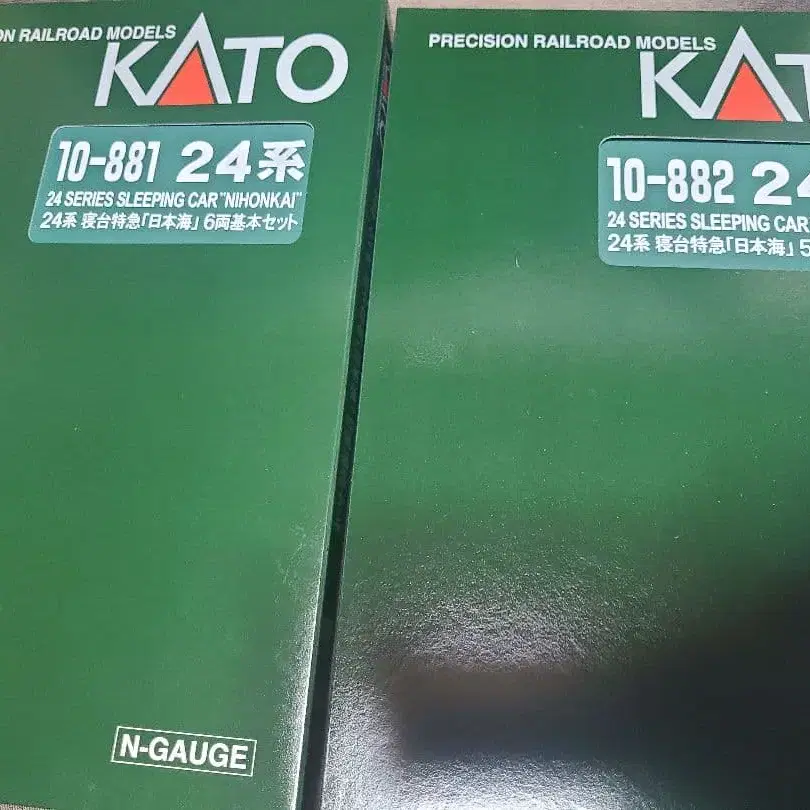 ON RAILROAD MODELS
KATO
10-881 24系
24 SERIES SLEEPING CAR "NIHONKAI"
24系 寝台特急「日本海」 6両基本セット
N-GAUGE
PRECISION RAILROAD MODELS
KAT
10-882 24
24 SERIES SLEEPING CAR
24系 寝台特急「日本海」 5